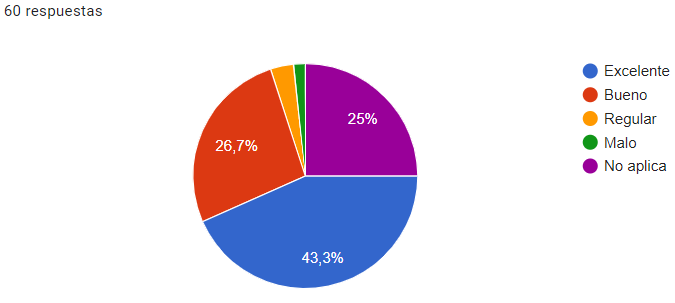 60 respuestas
25%
26,7%
43,3%
Excelente
Bueno
Regular
Malo
No aplica